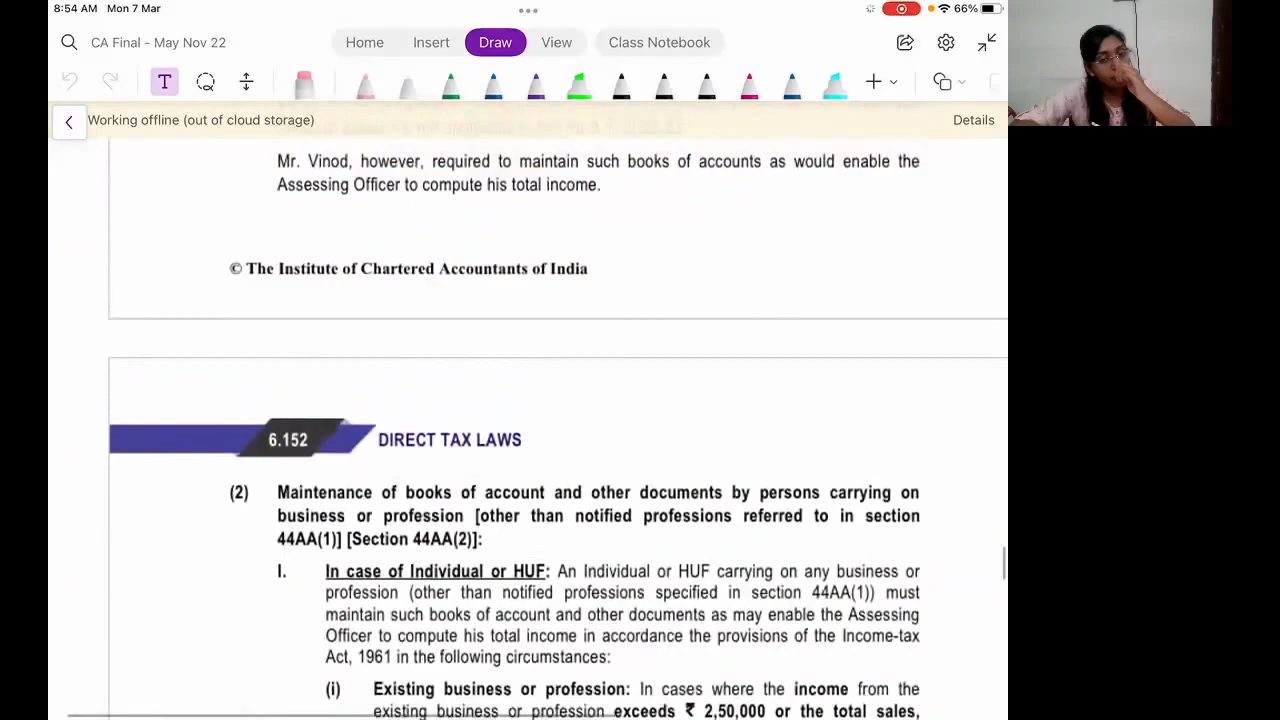 8:54 AM Mon 7 Mar
66%
CA Final - May Nov 22
Home Insert Draw View Class Notebook
T
Working offline (out of cloud storage)
Details
Mr. Vinod, however, required to maintain such books of accounts as would enable the
Assessing Officer to compute his total income.
© The Institute of Chartered Accountants of India
6.152 DIRECT TAX LAWS
(2) Maintenance of books of account and other documents by persons carrying on
business or profession [other than notified professions referred to in section
44AA(1)] [Section 44AA(2)]:
I. In case of Individual or HUF: An Individual or HUF carrying on any business or
profession (other than notified professions specified in section 44AA(1)) must
maintain such books of account and other documents as may enable the Assessing
Officer to compute his total income in accordance the provisions of the Income-tax
Act, 1961 in the following circumstances:
(i) Existing business or profession: In cases where the income from the
existing business or profession exceeds ₹ 2,50,000 or the total sales,